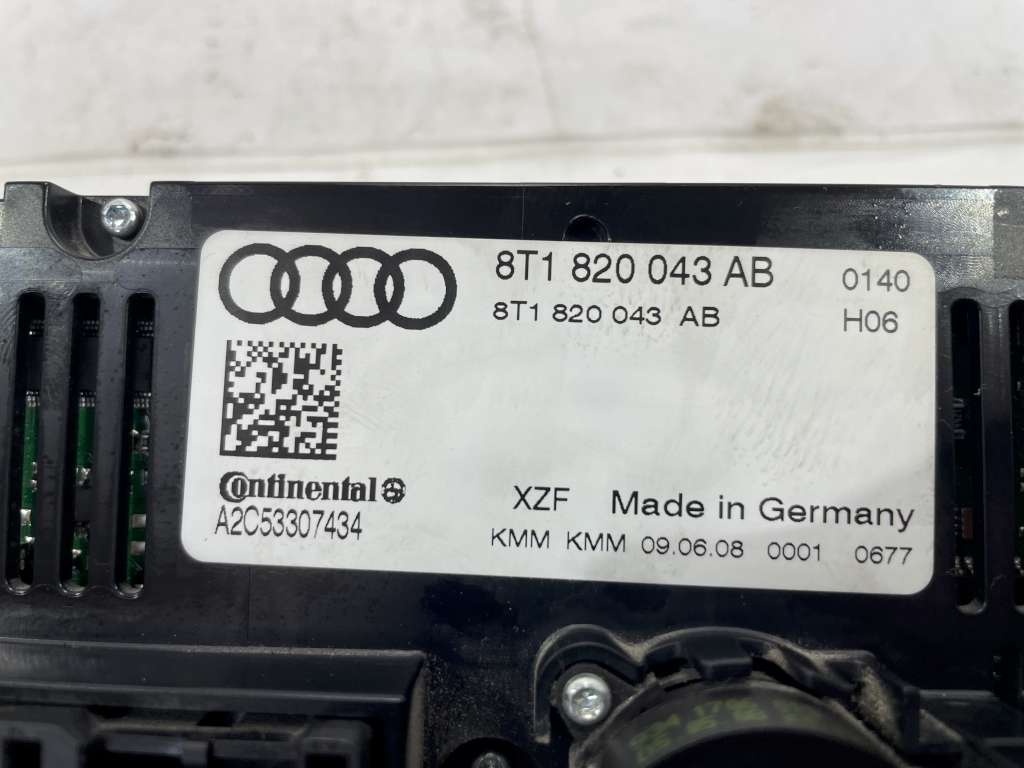 8T1 820 043 AB 0140
8T1 820 043 AB H06
Continental
A2C53307434
XZF Made in Germany
KMM KMM 09.06.08 0001 0677